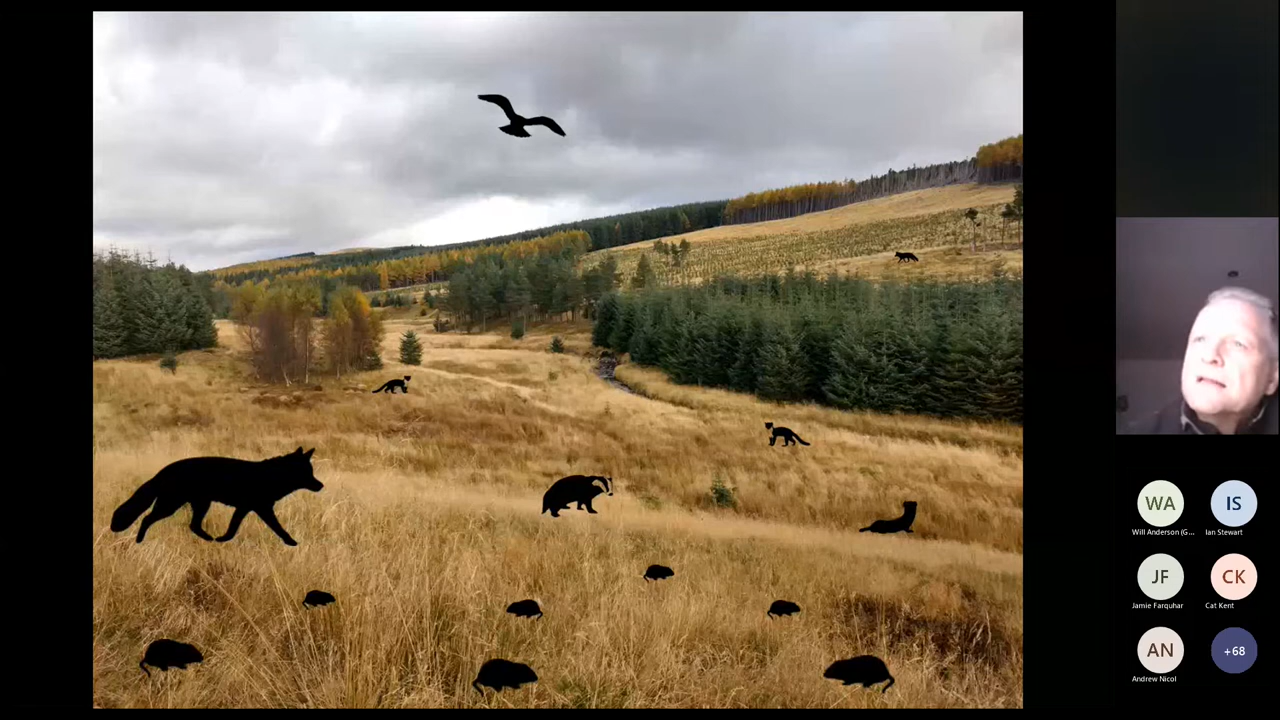 WA
IS
Will Anderson (G...
Ian Stewart
JF
CK
Jamie Farquhar
Cat Kent
AN
+68
Andrew Nicol